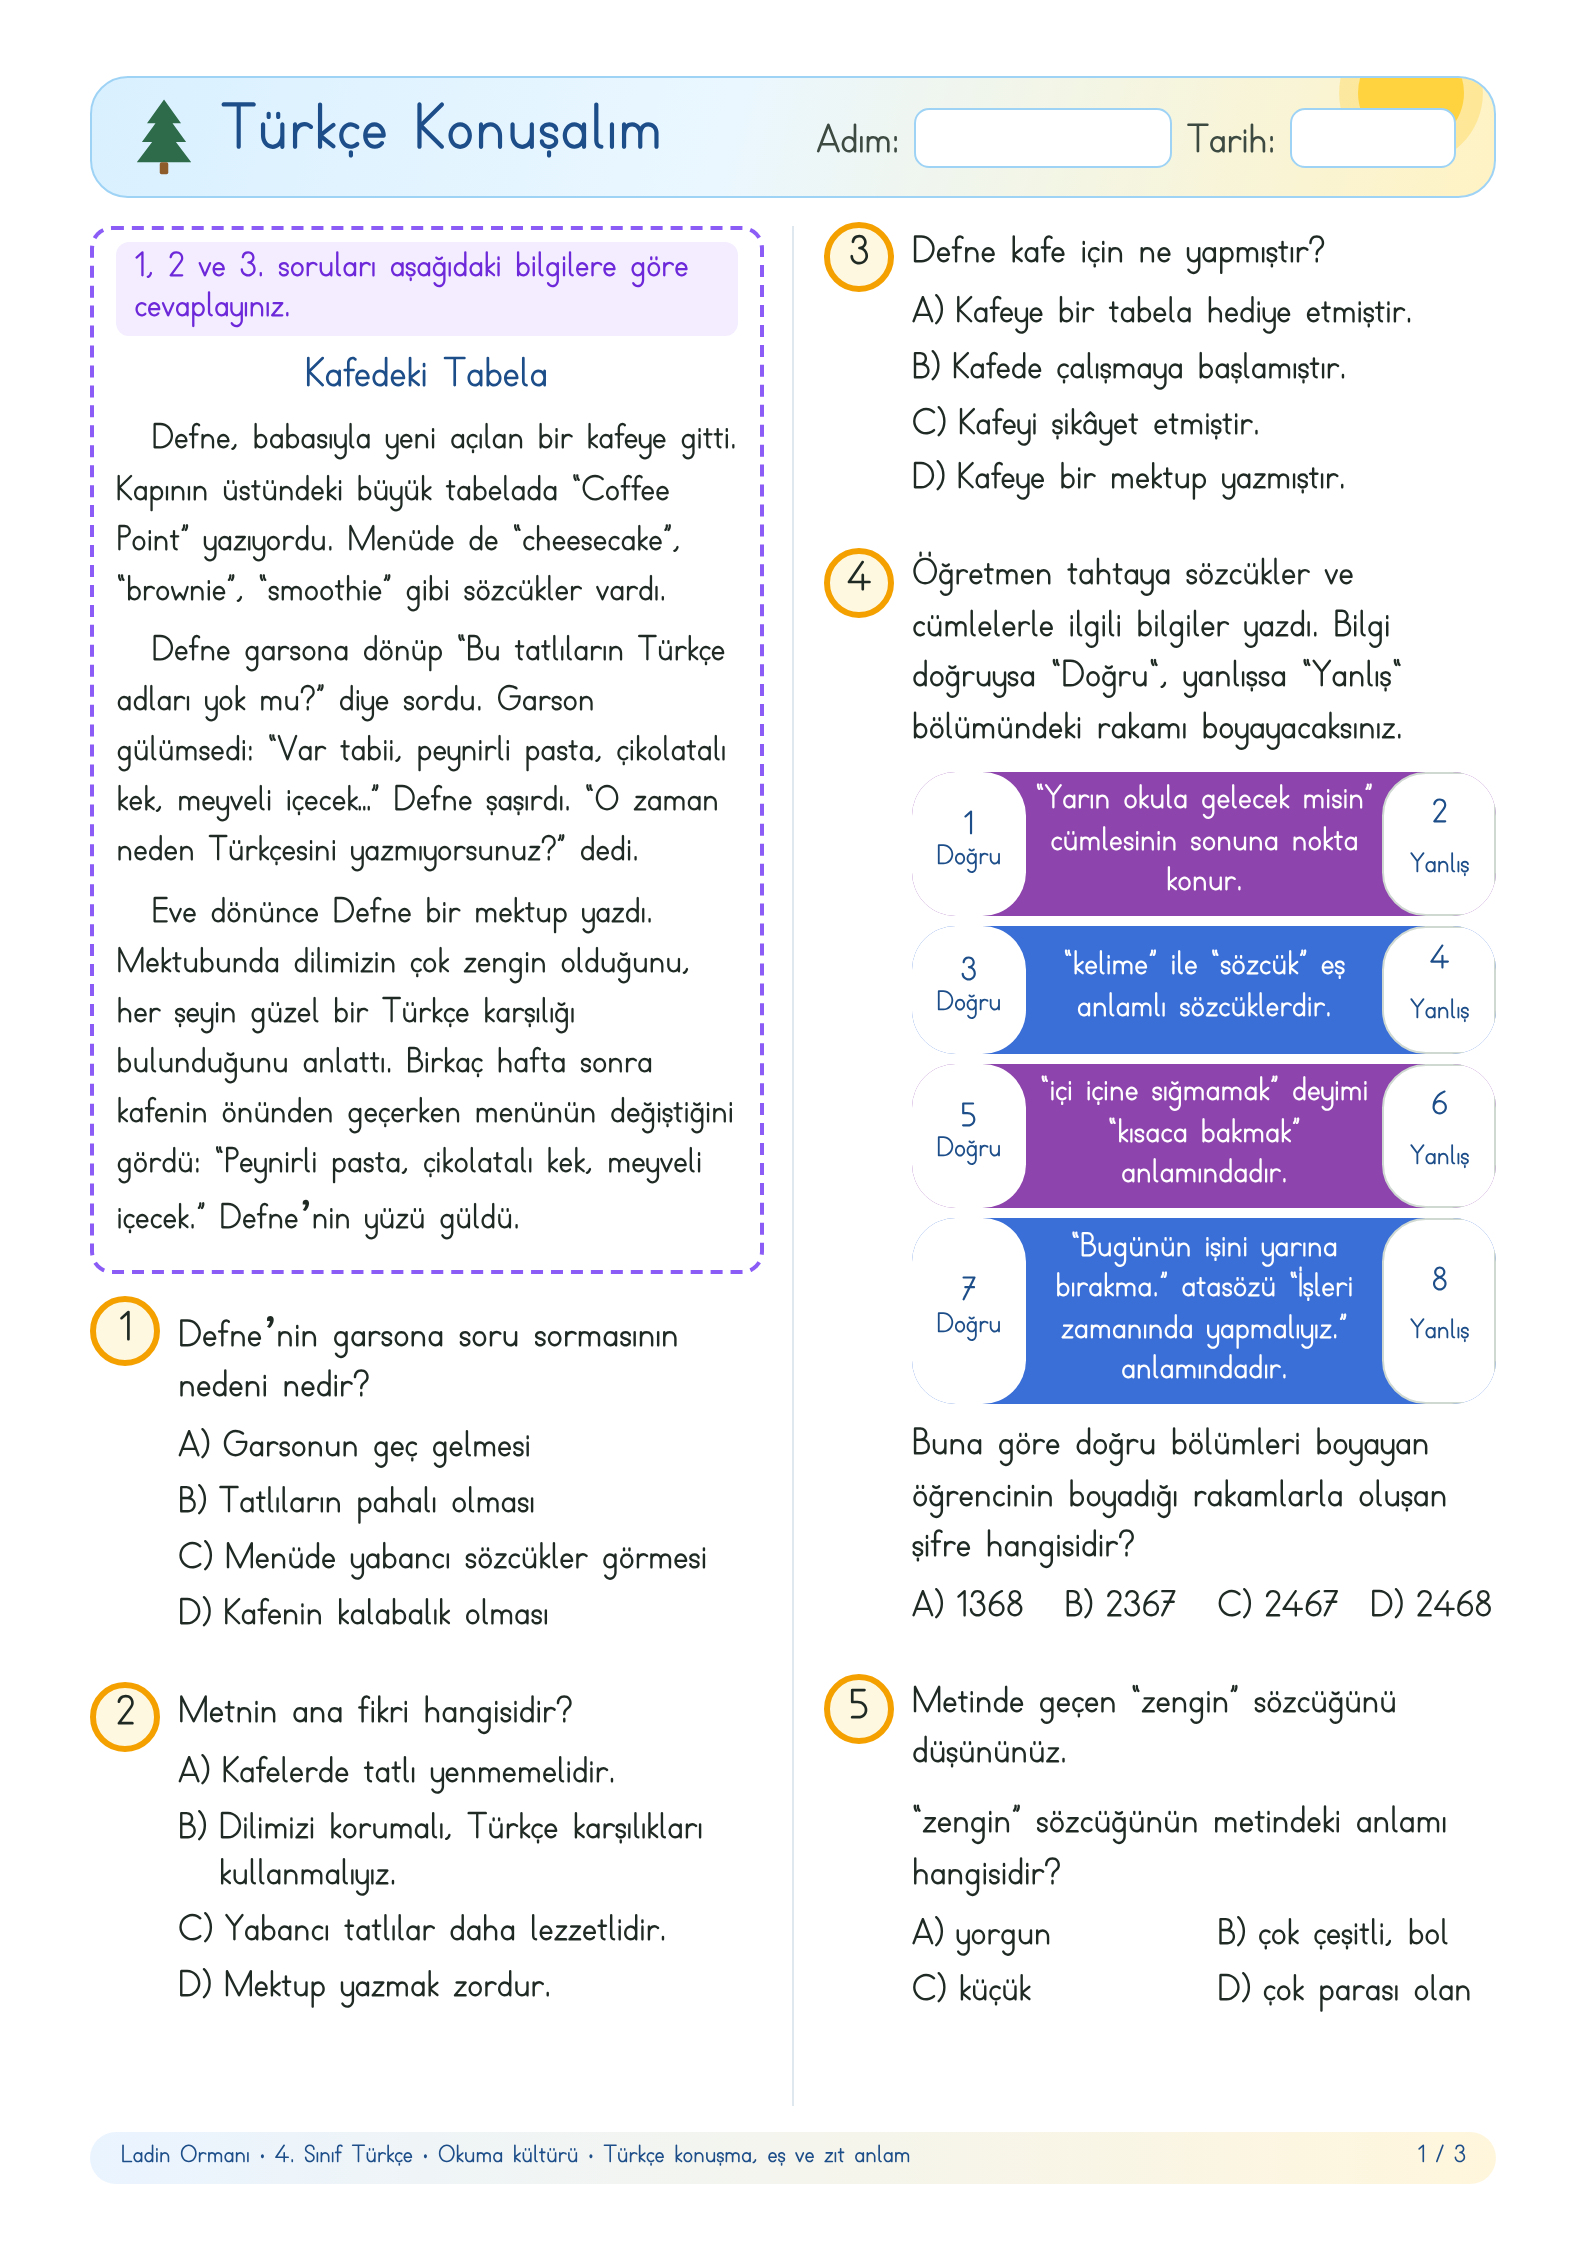 Türkçe Konuşalım
Adım:
Tarih:
1, 2 ve 3. soruları aşağıdaki bilgilere göre
cevaplayınız.
Kafedeki Tabela
Defne, babasıyla yeni açılan bir kafeye gitti.
Kapının üstündeki büyük tabelada “Coffee
Point” yazıyordu. Menüde de “cheesecake”,
“brownie”, “smoothie” gibi sözcükler vardı.
Defne garsona dönüp “Bu tatlıların Türkçe
adları yok mu?” diye sordu. Garson
gülümsedi: “Var tabii, peynirli pasta, çikolatalı
kek, meyveli içecek...” Defne şaşırdı. “O zaman
neden Türkçesini yazmıyorsunuz?” dedi.
Eve dönünce Defne bir mektup yazdı.
Mektubunda dilimizin çok zengin olduğunu,
her şeyin güzel bir Türkçe karşılığı
bulunduğunu anlattı. Birkaç hafta sonra
kafenin önünden geçerken menünün değiştiğini
gördü: “Peynirli pasta, çikolatalı kek, meyveli
içecek.” Defne’nin yüzü güldü.
1
Defne’nin garsona soru sormasının
nedeni nedir?
A) Garsonun geç gelmesi
B) Tatlıların pahalı olması
C) Menüde yabancı sözcükler görmesi
D) Kafenin kalabalık olması
2
Metnin ana fikri hangisidir?
A) Kafelerde tatlı yenmemelidir.
B) Dilimizi korumalı, Türkçe karşılıkları
kullanmalıyız.
C) Yabancı tatlılar daha lezzetlidir.
D) Mektup yazmak zordur.
3
Defne kafe için ne yapmıştır?
A) Kafeye bir tabela hediye etmiştir.
B) Kafede çalışmaya başlamıştır.
C) Kafeyi şikâyet etmiştir.
D) Kafeye bir mektup yazmıştır.
4
Öğretmen tahtaya sözcükler ve
cümlelerle ilgili bilgiler yazdı. Bilgi
doğruysa “Doğru“, yanlışsa “Yanlış“
bölümündeki rakamı boyayacaksınız.
1
Doğru
“Yarın okula gelecek misin”
cümlesinin sonuna nokta
konur.
2
Yanlış
3
Doğru
“kelime” ile “sözcük” eş
anlamlı sözcüklerdir.
4
Yanlış
5
Doğru
“içi içine sığmamak” deyimi
“kısaca bakmak”
anlamındadır.
6
Yanlış
7
Doğru
“Bugünün işini yarına
bırakma.” atasözü “İşleri
zamanında yapmalıyız.”
anlamındadır.
8
Yanlış
Buna göre doğru bölümleri boyayan
öğrencinin boyadığı rakamlarla oluşan
şifre hangisidir?
A) 1368 B) 2367 C) 2467 D) 2468
5
Metinde geçen “zengin” sözcüğünü
düşününüz.
“zengin” sözcüğünün metindeki anlamı
hangisidir?
A) yorgun B) çok çeşitli, bol
C) küçük D) çok parası olan
Ladin Ormanı • 4. Sınıf Türkçe • Okuma kültürü • Türkçe konuşma, eş ve zıt anlam
1 / 3